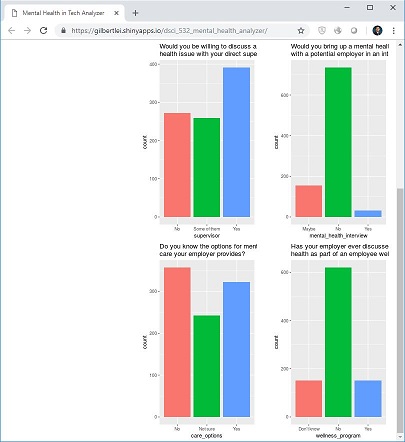 Mental Health in Tech Analyzer
https://gilbertlei.shinyapps.io/dsci_532_mental_health_analyzer/
Would you be willing to discuss a
health issue with your direct supe
400
300
200
100
0
count
No Some of them Yes
supervisor
Would you bring up a mental healt
with a potential employer in an int
600
400
200
0
count
Maybe No Yes
mental_health_interview
Do you know the options for ment
care your employer provides?
300
200
100
0
count
No Not sure Yes
care_options
Has your employer ever discusse
health as part of an employee wel
600
400
200
0
count
Don't know No Yes
wellness_program